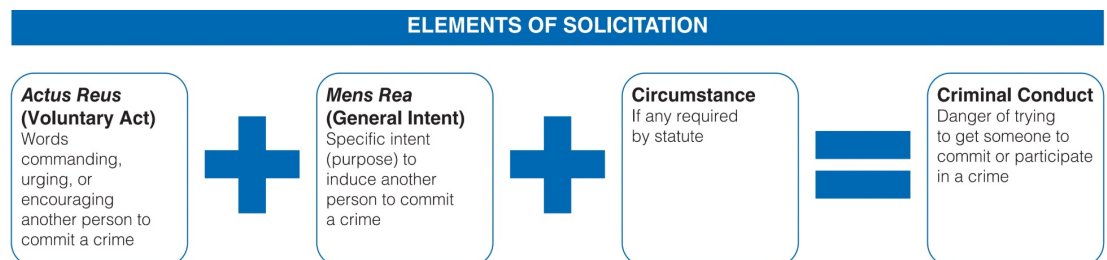 ELEMENTS OF SOLICITATION
Actus Reus
(Voluntary Act)
Words
commanding,
urging, or
encouraging
another person to
commit a crime
Mens Rea
(General Intent)
Specific intent
(purpose) to
induce another
person to commit
a crime
Circumstance
If any required
by statute
Criminal Conduct
Danger of trying
to get someone to
commit or participate
in a crime